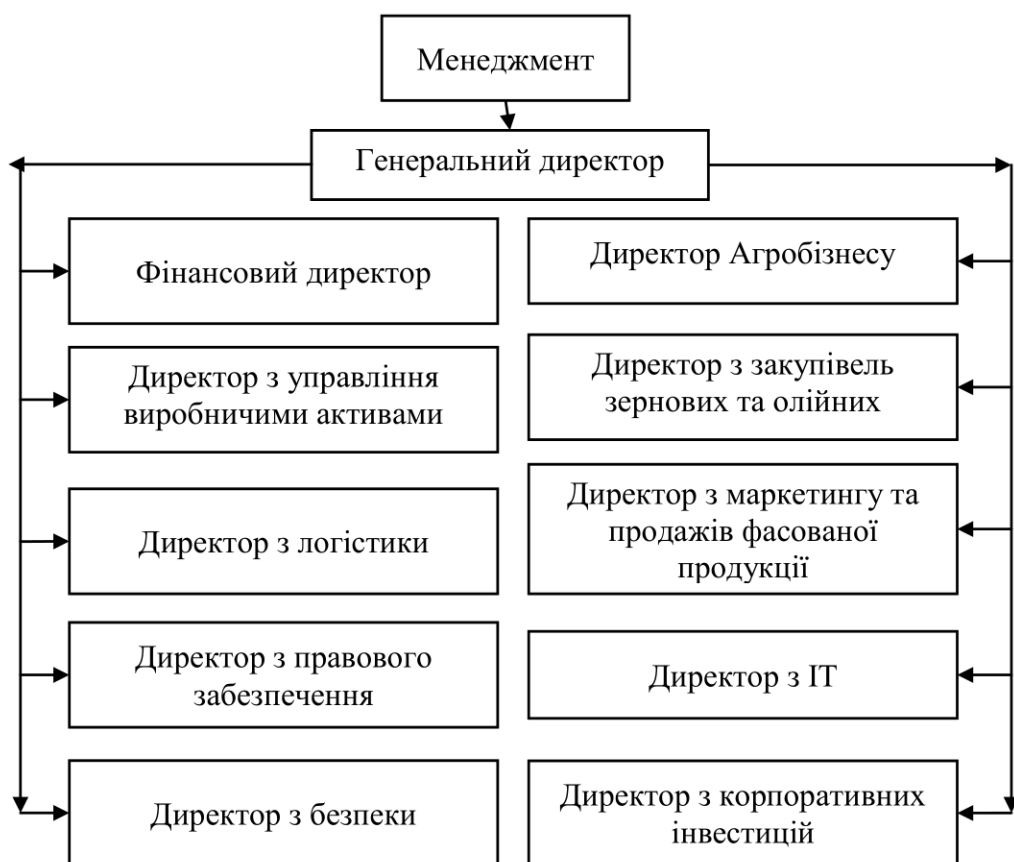 Менеджмент
Генеральний директор
Фінансовий директор
Директор з управління
виробничими активами
Директор з логістики
Директор з правового
забезпечення
Директор з безпеки
Директор Агробізнесу
Директор з закупівель
зернових та олійних
Директор з маркетингу та
продажів фасованої
продукції
Директор з ІТ
Директор з корпоративних
інвестицій